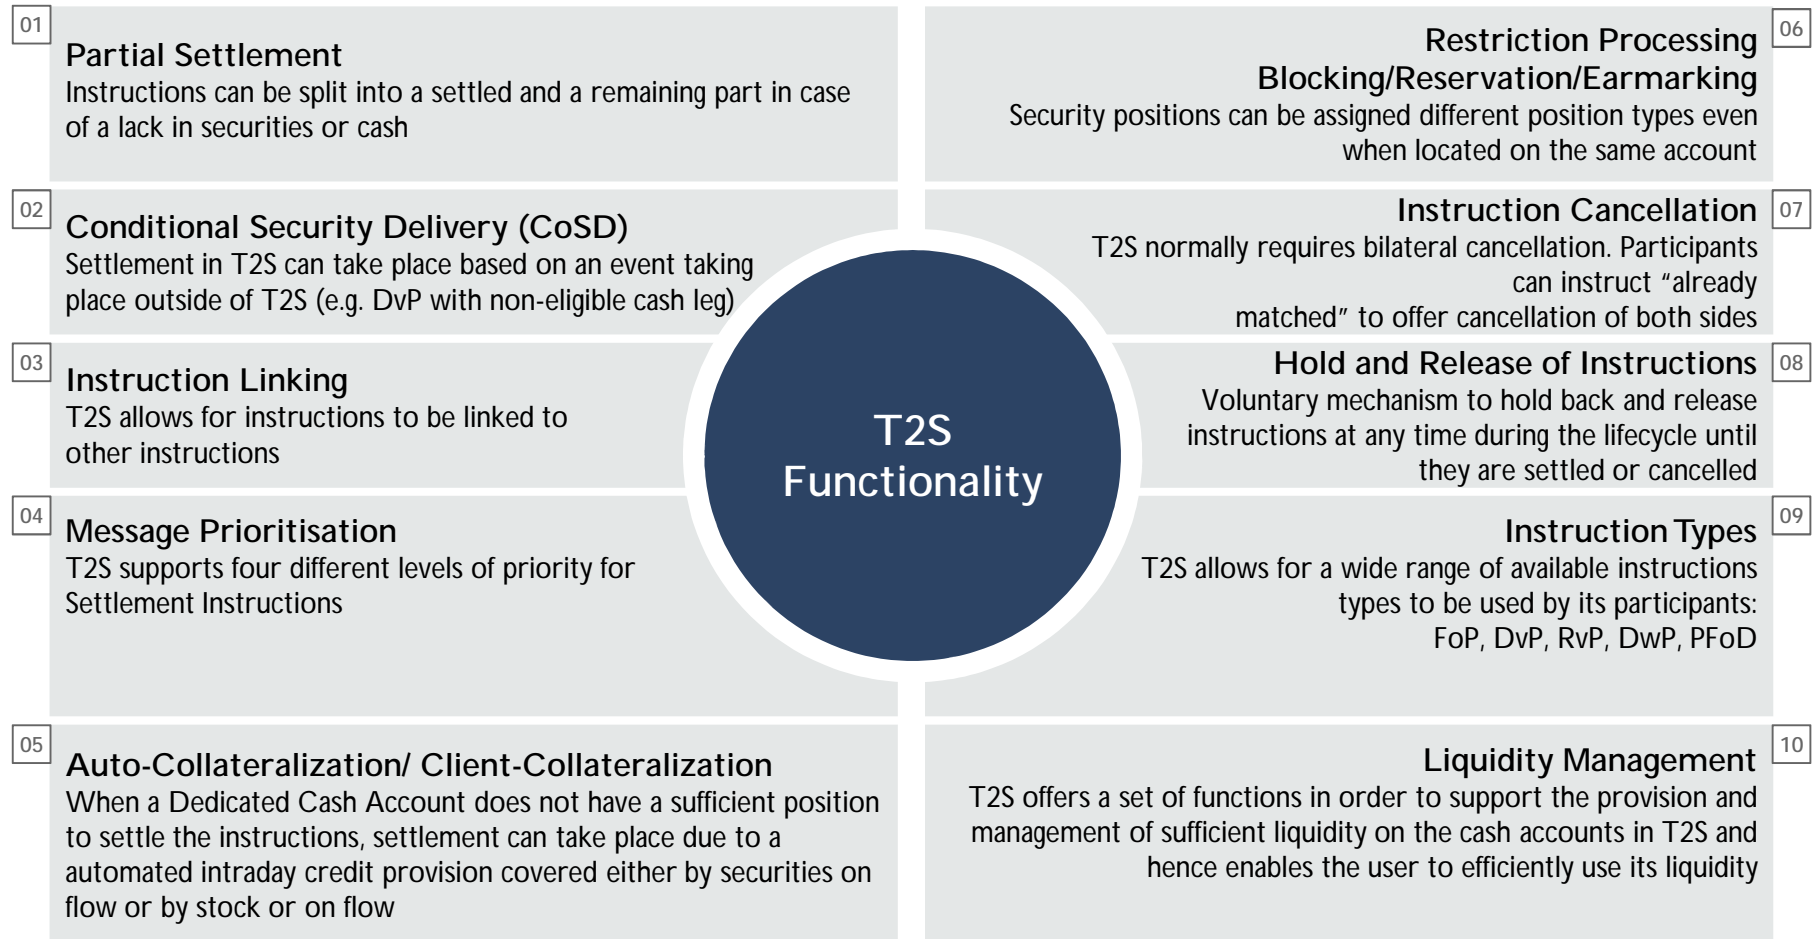 01
Partial Settlement
Instructions can be split into a settled and a remaining part in case
of a lack in securities or cash
02
Conditional Security Delivery (CoSD)
Settlement in T2S can take place based on an event taking
place outside of T2S (e.g. DvP with non-eligible cash leg)
03
Instruction Linking
T2S allows for instructions to be linked to
other instructions
04
Message Prioritisation
T2S supports four different levels of priority for
Settlement Instructions
05
Auto-Collateralization/ Client-Collateralization
When a Dedicated Cash Account does not have a sufficient position
to settle the instructions, settlement can take place due to a
automated intraday credit provision covered either by securities on
flow or by stock or on flow
T2S
Functionality
06
Restriction Processing
Blocking/Reservation/Earmarking
Security positions can be assigned different position types even
when located on the same account
07
Instruction Cancellation
T2S normally requires bilateral cancellation. Participants
can instruct “already
matched” to offer cancellation of both sides
08
Hold and Release of Instructions
Voluntary mechanism to hold back and release
instructions at any time during the lifecycle until
they are settled or cancelled
09
Instruction Types
T2S allows for a wide range of available instructions
types to be used by its participants:
FoP, DvP, RvP, DwP, PFoD
10
Liquidity Management
T2S offers a set of functions in order to support the provision and
management of sufficient liquidity on the cash accounts in T2S and
hence enables the user to efficiently use its liquidity